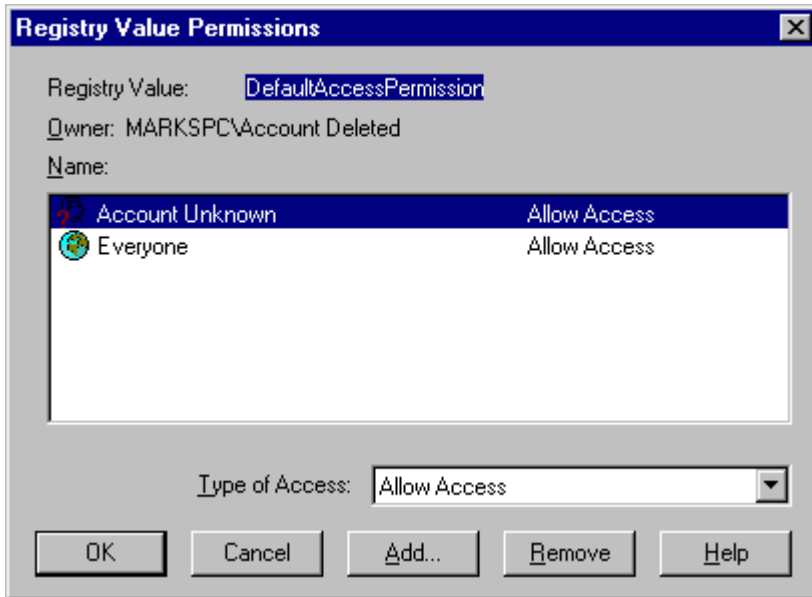 Registry Value Permissions
Registry Value: DefaultAccessPermission
Owner: MARKSPC\Account Deleted
Name:
Account Unknown Allow Access
Everyone Allow Access
Type of Access: Allow Access
OK Cancel Add... Remove Help